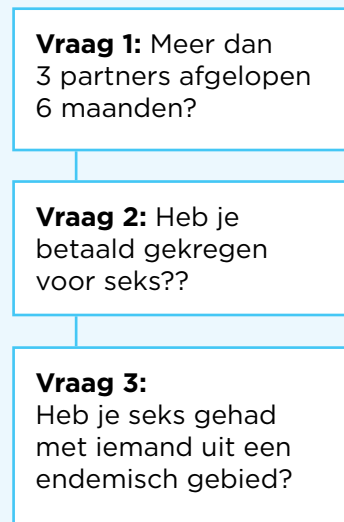 Vraag 1: Meer dan
3 partners afgelopen
6 maanden?
Vraag 2: Heb je
betaald gekregen
voor seks??
Vraag 3:
Heb je seks gehad
met iemand uit een
endemisch gebied?